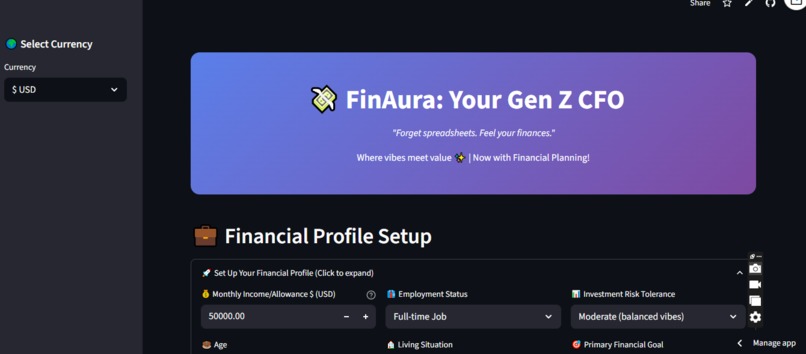 Share
Select Currency
Currency
$ USD
FinAura: Your Gen Z CFO
"Forget spreadsheets. Feel your finances."
Where vibes meet value ✨ | Now with Financial Planning!
Financial Profile Setup
🚀 Set Up Your Financial Profile (Click to expand)
💰 Monthly Income/Allowance $ (USD)
👔 Employment Status
📊 Investment Risk Tolerance
50000.00
Full-time Job
Moderate (balanced vibes)
🎂 Age
🏠 Living Situation
🎯 Primary Financial Goal
Manage app